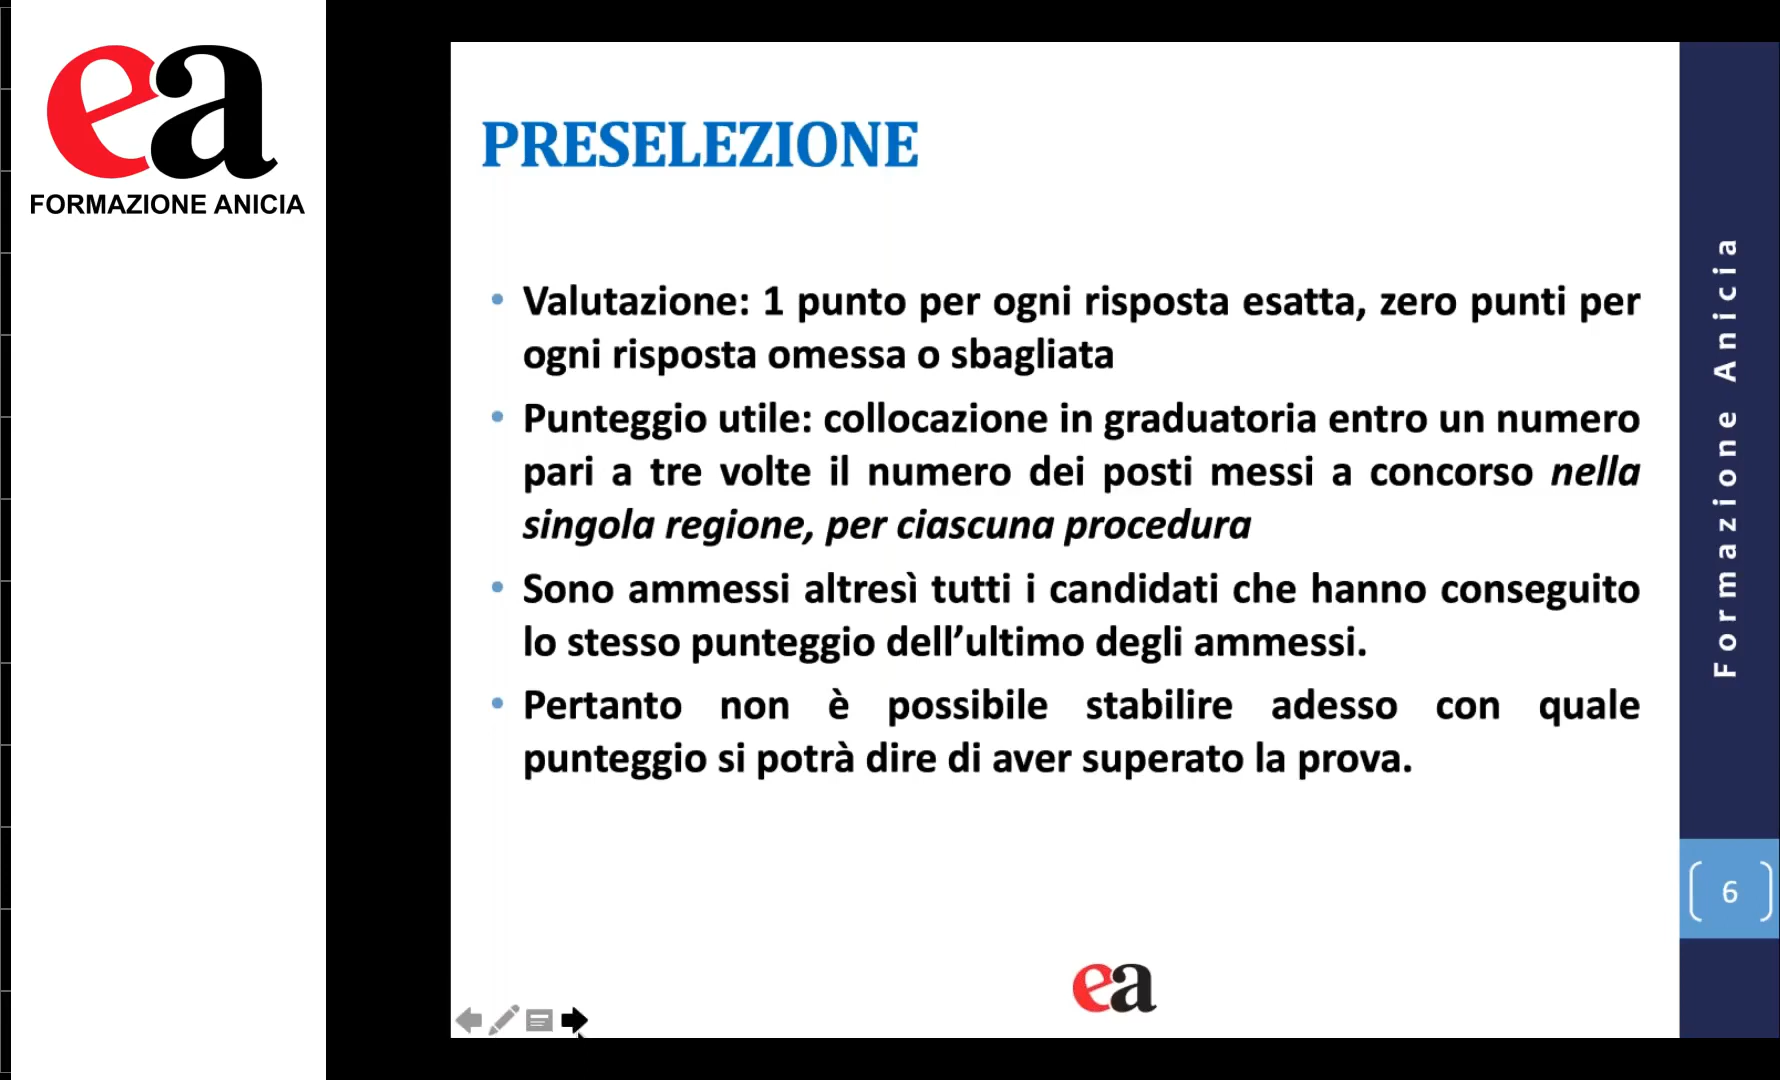 ea
FORMAZIONE ANICIA
PRESELEZIONE
• Valutazione: 1 punto per ogni risposta esatta, zero punti per
ogni risposta omessa o sbagliata
• Punteggio utile: collocazione in graduatoria entro un numero
pari a tre volte il numero dei posti messi a concorso nella
singola regione, per ciascuna procedura
• Sono ammessi altresì tutti i candidati che hanno conseguito
lo stesso punteggio dell’ultimo degli ammessi.
• Pertanto non è possibile stabilire adesso con quale
punteggio si potrà dire di aver superato la prova.
Formazione Anicia
6
ea